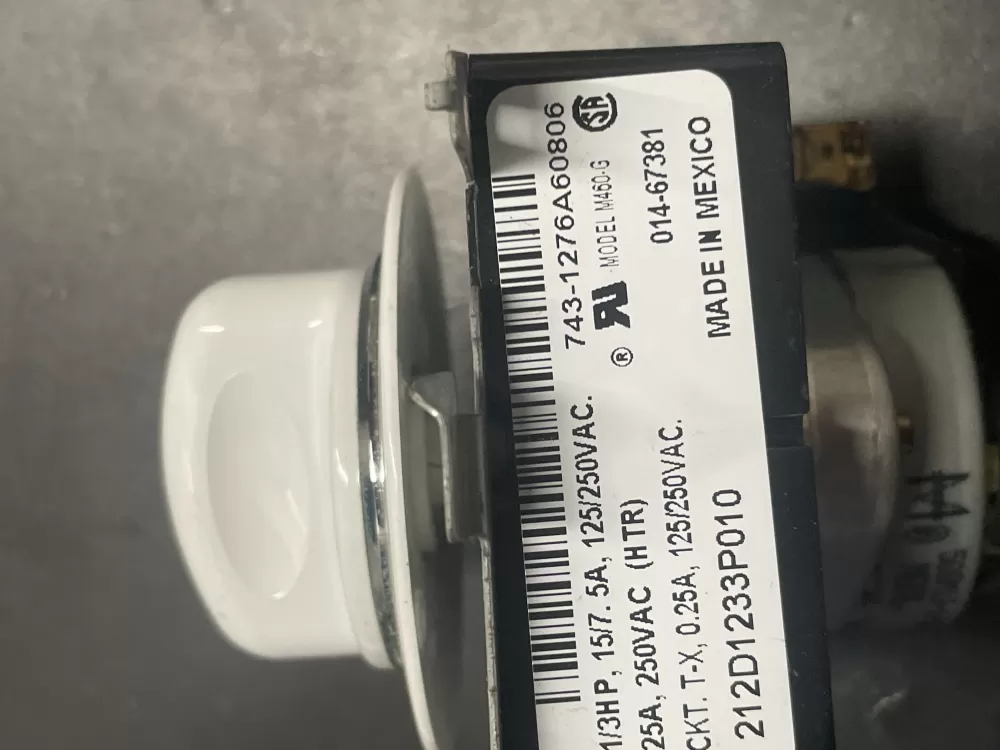 743-1276A60806
1/3HP, 15/7.5A, 125/250VAC.
® MODEL M460-G
25A, 250VAC (HTR)
014-67381
CKT. T-X, 0.25A, 125/250VAC.
MADE IN MEXICO
212D1233P010